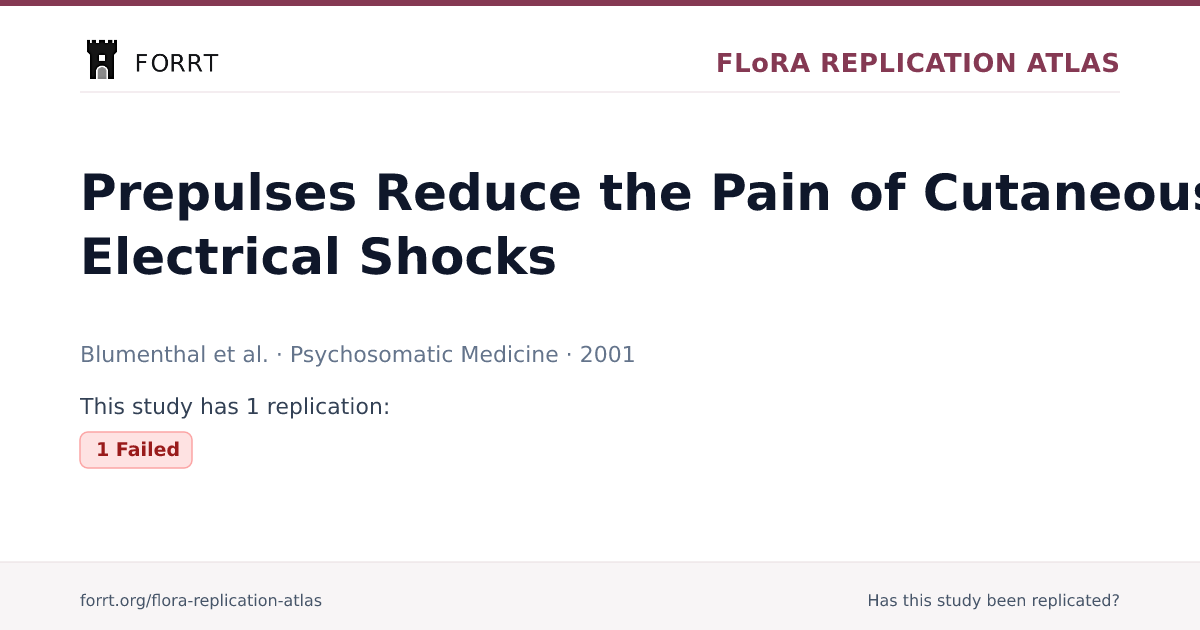 FORRT
FLoRA REPLICATION ATLAS
Prepulses Reduce the Pain of Cutaneous
Electrical Shocks
Blumenthal et al. · Psychosomatic Medicine · 2001
This study has 1 replication:
1 Failed
forrt.org/flora-replication-atlas
Has this study been replicated?